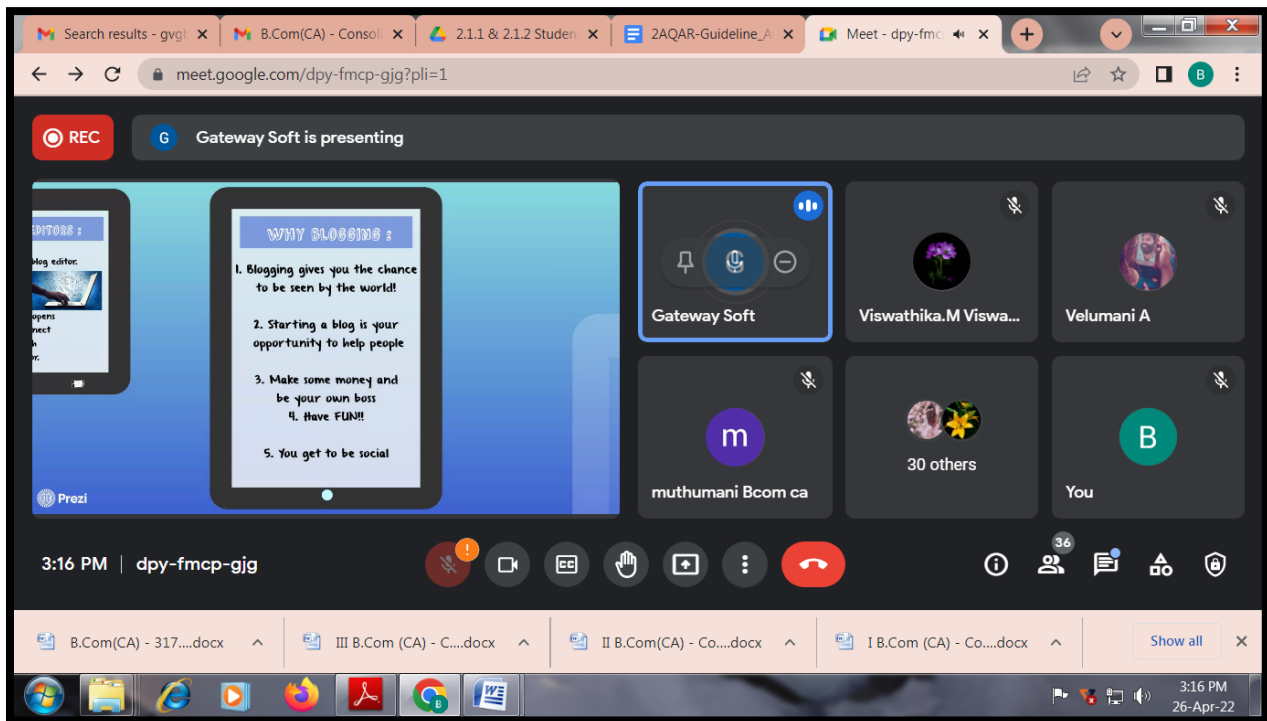 Search results - gvgb
B.Com(CA) - Consoli
2.1.1 & 2.1.2 Studen
2AQAR-Guideline_A
Meet - dpy-fmc
meet.google.com/dpy-fmcp-gjg?pli=1
B
REC
G Gateway Soft is presenting
EDITORS :
blog editor.
opens
nect
h
or.
WHY BLOGGING :
1. Blogging gives you the chance
to be seen by the world!
2. Starting a blog is your
opportunity to help people
3. Make some money and
be your own boss
4. Have FUN!!
5. You get to be social
Prezi
Gateway Soft
Viswathika.M Viswa...
Velumani A
m
muthumani Bcom ca
30 others
B
You
3:16 PM | dpy-fmcp-gjg
36
B.Com(CA) - 317....docx
III B.Com (CA) - C....docx
II B.Com(CA) - Co....docx
I B.Com (CA) - Co....docx
Show all
3:16 PM
26-Apr-22